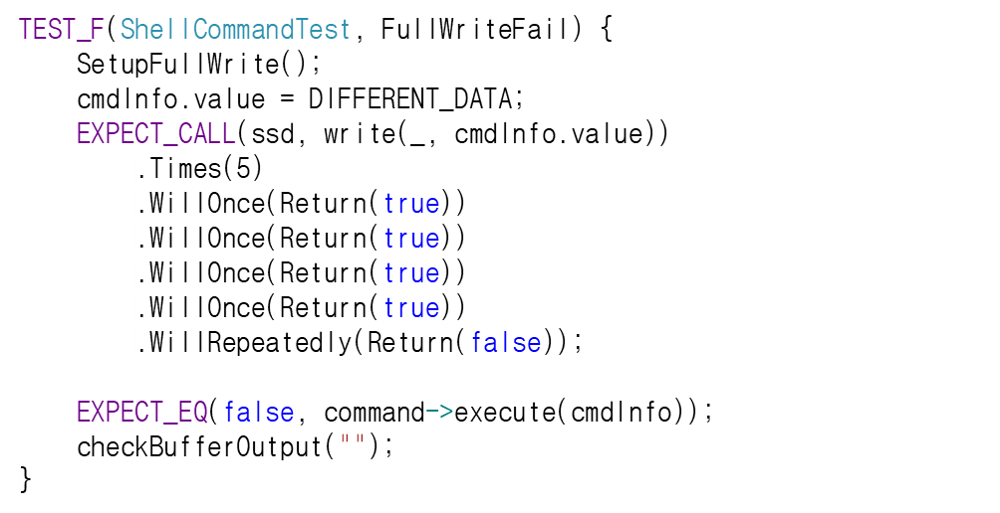 TEST_F(ShellCommandTest, FullWriteFail) {
    SetupFullWrite();
    cmdInfo.value = DIFFERENT_DATA;
    EXPECT_CALL(ssd, write(_, cmdInfo.value))
        .Times(5)
        .WillOnce(Return(true))
        .WillOnce(Return(true))
        .WillOnce(Return(true))
        .WillOnce(Return(true))
        .WillRepeatedly(Return(false));

    EXPECT_EQ(false, command->execute(cmdInfo));
    checkBufferOutput("");
}